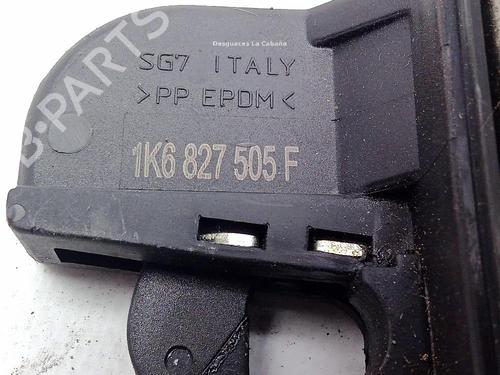 Desguaces La Cabaña
SG7 ITALY
>PP EPDM<
1K6 827 505 F
B-PARTS